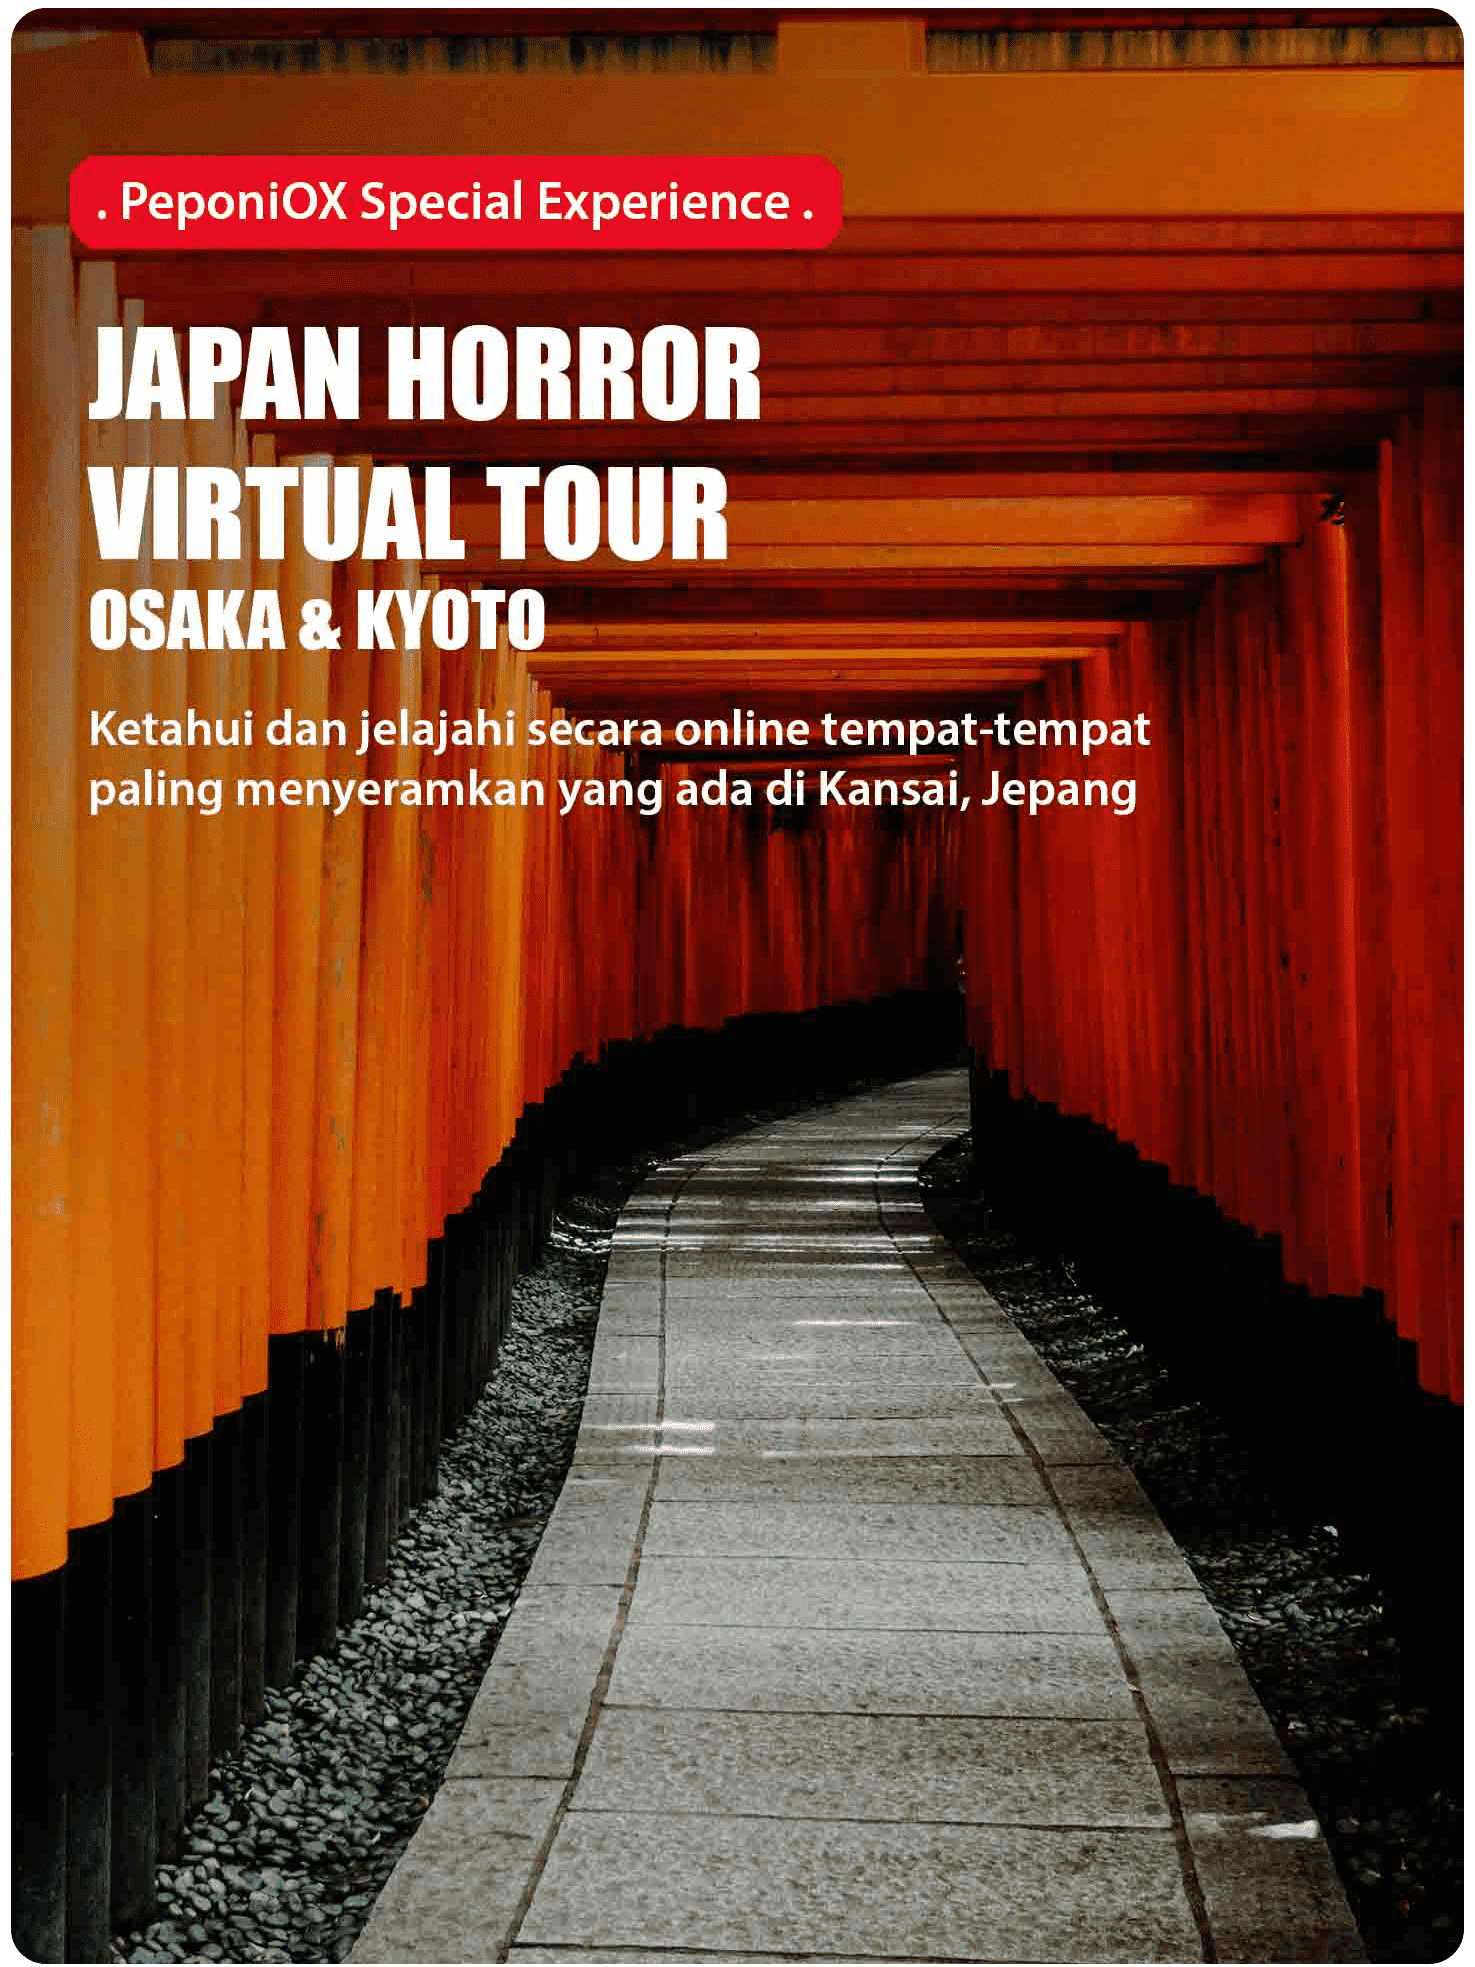 . PeponiOX Special Experience .
JAPAN HORROR
VIRTUAL TOUR
OSAKA & KYOTO
Ketahui dan jelajahi secara online tempat-tempat
paling menyeramkan yang ada di Kansai, Jepang